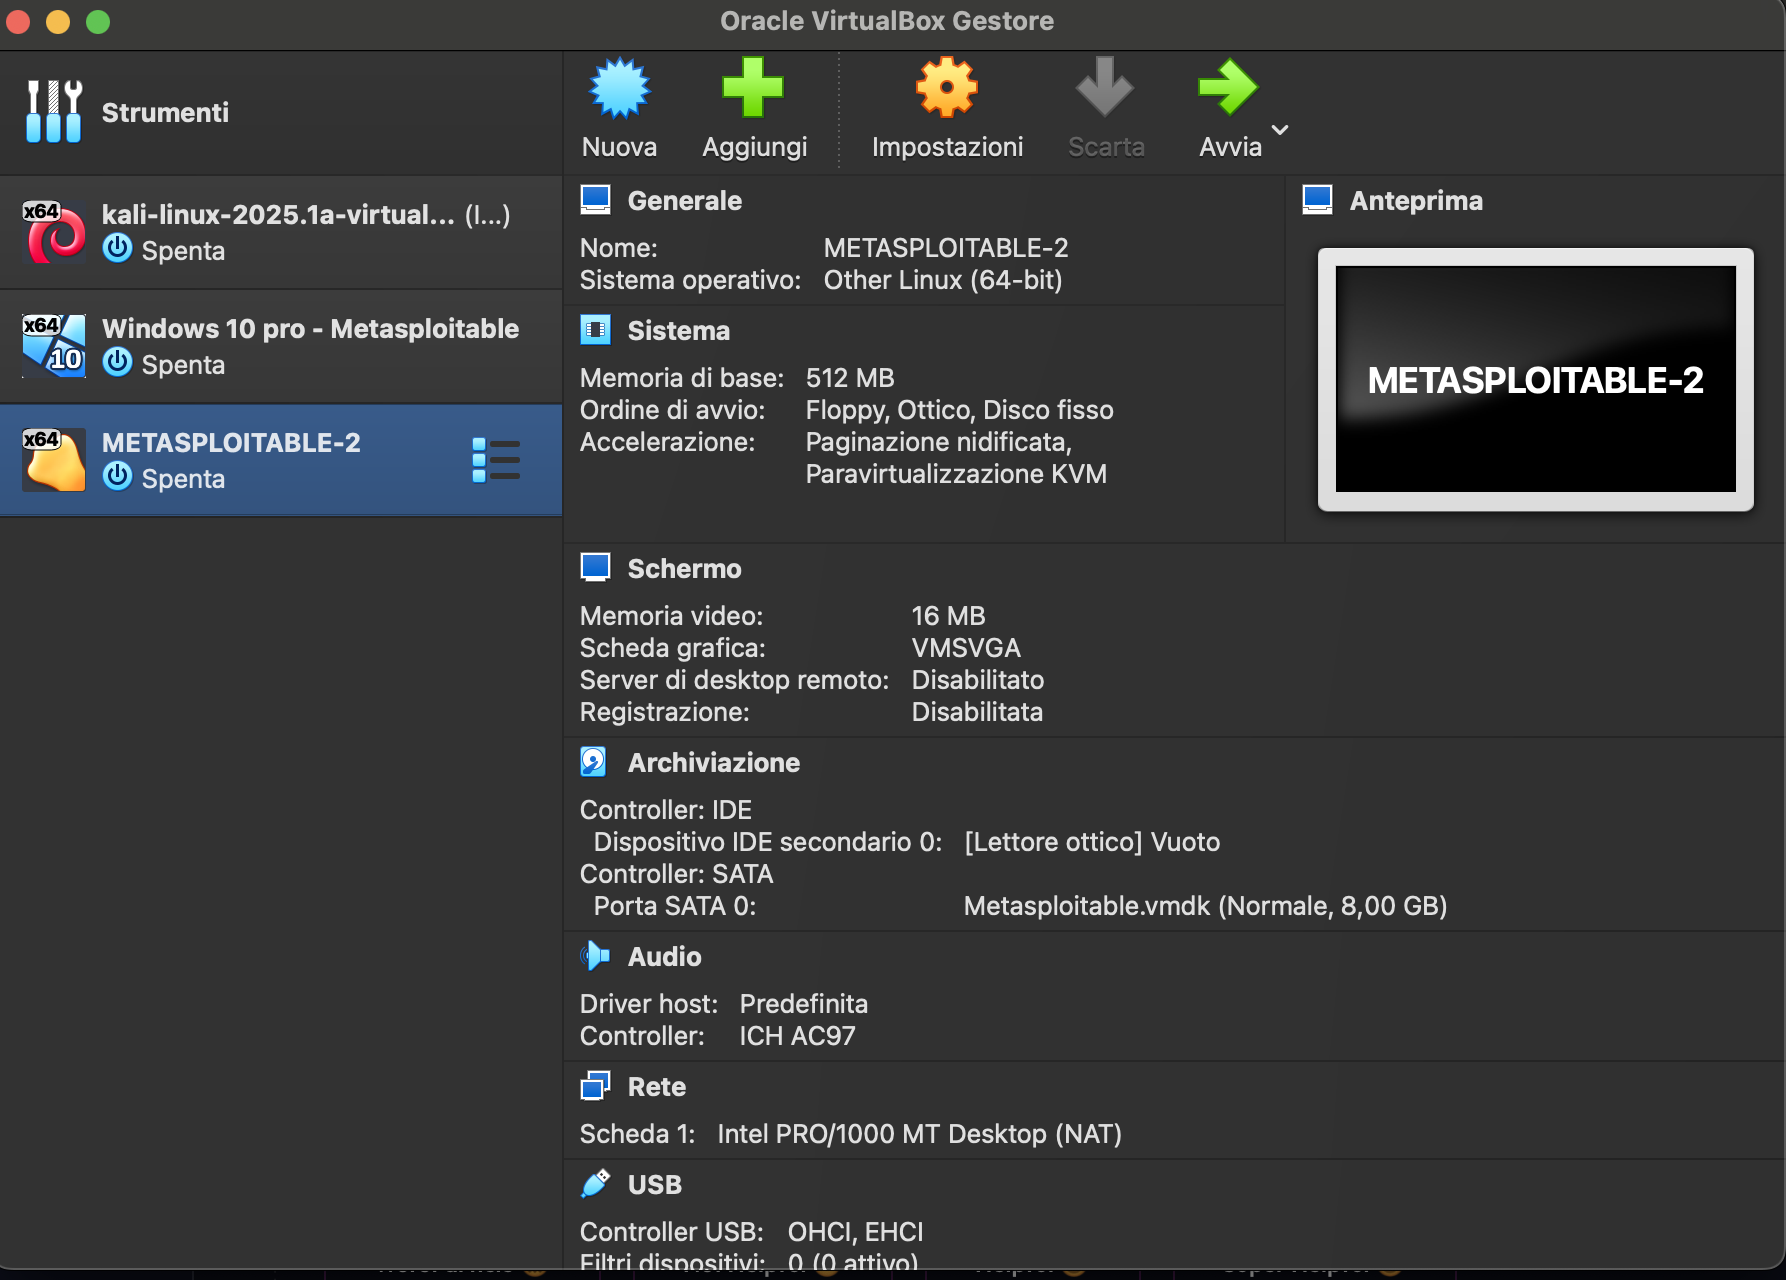 Oracle VirtualBox Gestore
Strumenti
Nuova Aggiungi Impostazioni Scarta Avvia
x64
kali-linux-2025.1a-virtual... (I...)
Spenta
x64
10
Windows 10 pro - Metasploitable
Spenta
x64
METASPLOITABLE-2
Spenta
Generale
Nome: METASPLOITABLE-2
Sistema operativo: Other Linux (64-bit)
Sistema
Memoria di base: 512 MB
Ordine di avvio: Floppy, Ottico, Disco fisso
Accelerazione: Paginazione nidificata,
Paravirtualizzazione KVM
Anteprima
METASPLOITABLE-2
Schermo
Memoria video: 16 MB
Scheda grafica: VMSVGA
Server di desktop remoto: Disabilitato
Registrazione: Disabilitata
Archiviazione
Controller: IDE
Dispositivo IDE secondario 0: [Lettore ottico] Vuoto
Controller: SATA
Porta SATA 0: Metasploitable.vmdk (Normale, 8,00 GB)
Audio
Driver host: Predefinita
Controller: ICH AC97
Rete
Scheda 1: Intel PRO/1000 MT Desktop (NAT)
USB
Controller USB: OHCI, EHCI
Filtri dispositivi: 0 (0 attivo)